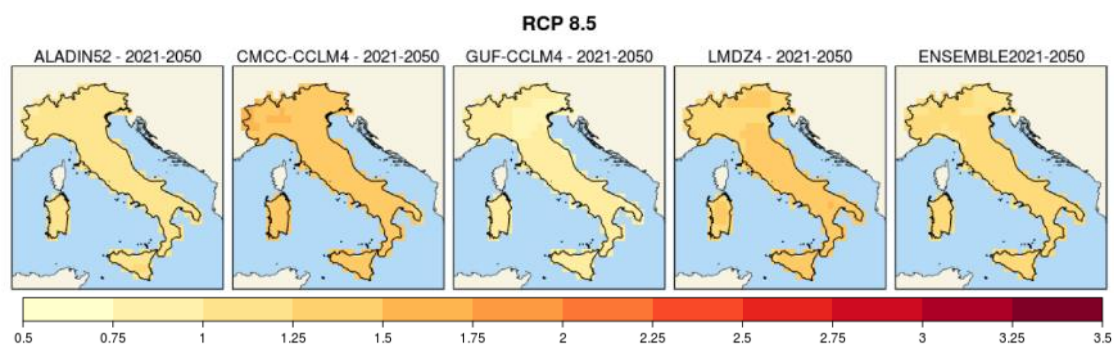 RCP 8.5
ALADIN52 - 2021-2050 CMCC-CCLM4 - 2021-2050 GUF-CCLM4 - 2021-2050 LMDZ4 - 2021-2050 ENSEMBLE2021-2050
0.5 0.75 1 1.25 1.5 1.75 2 2.25 2.5 2.75 3 3.25 3.5